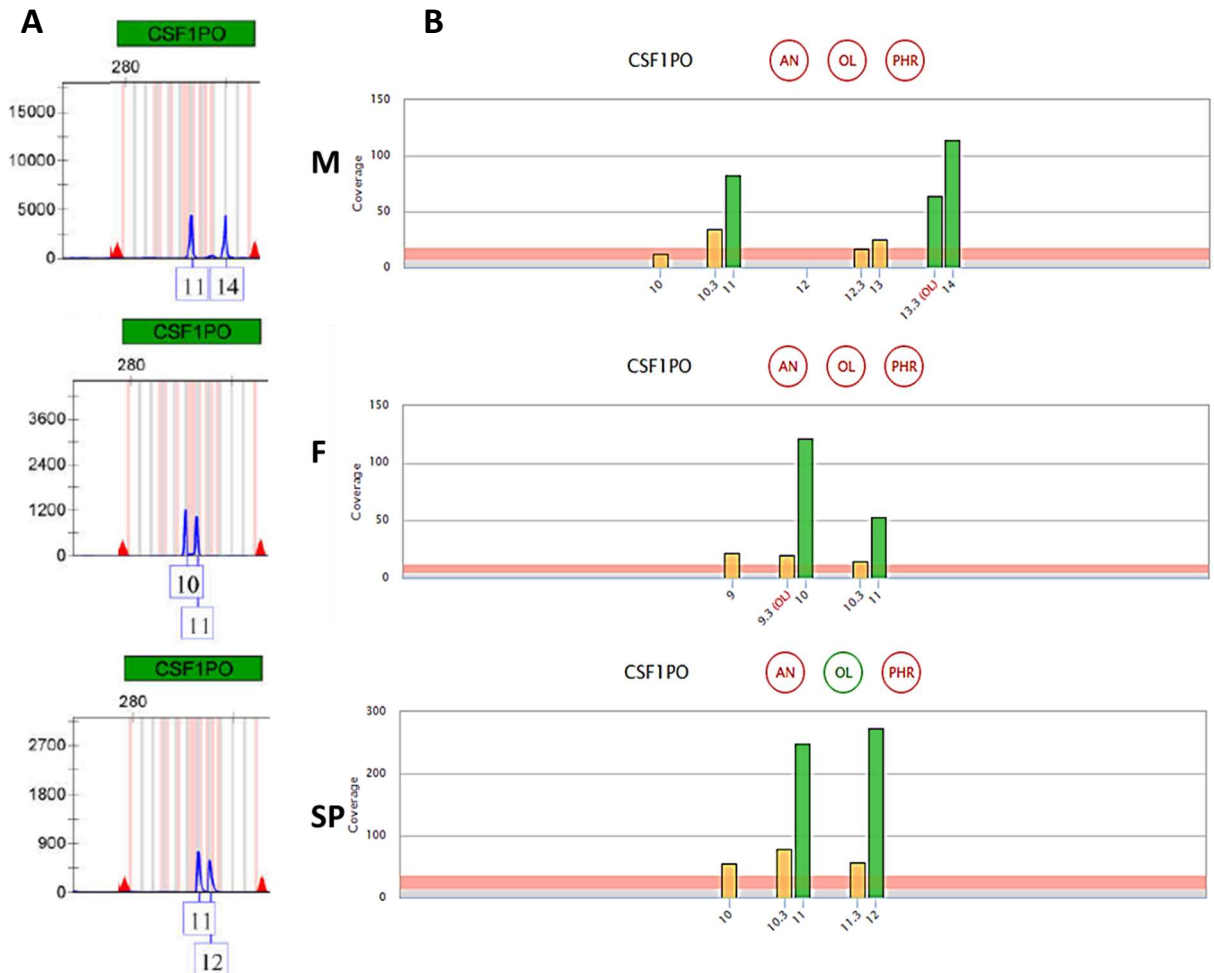 A
B
CSF1PO
280
15000
10000
5000
0
11 14
M
CSF1PO AN OL PHR
Coverage
150
100
50
0
10 10.3 11 12 12.3 13 13.3 (OL) 14
CSF1PO
280
3600
2400
1200
0
10
11
F
CSF1PO AN OL PHR
Coverage
150
100
50
0
9 9.3 (OL) 10 10.3 11
CSF1PO
280
2700
1800
900
0
11
12
SP
CSF1PO AN OL PHR
Coverage
300
200
100
0
10 10.3 11 11.3 12